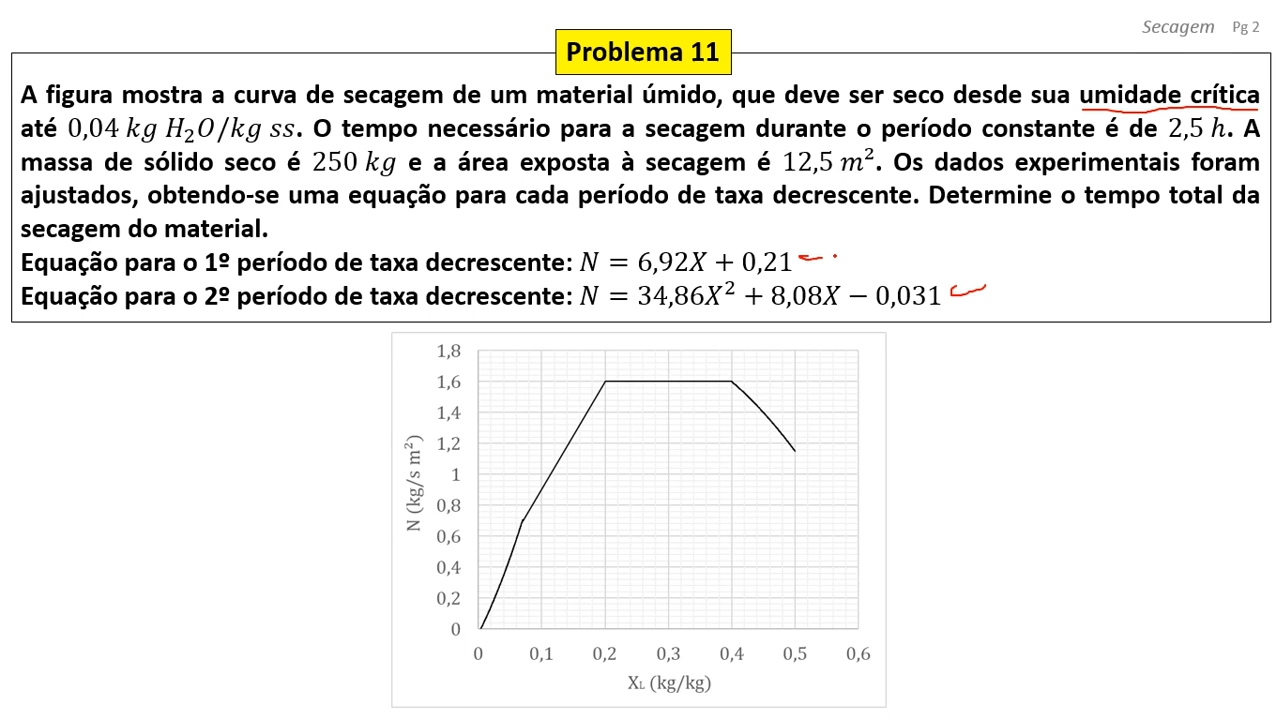 Secagem Pg 2
Problema 11
A figura mostra a curva de secagem de um material úmido, que deve ser seco desde sua umidade crítica
até 0,04 kg H₂O/kg ss. O tempo necessário para a secagem durante o período constante é de 2,5 h. A
massa de sólido seco é 250 kg e a área exposta à secagem é 12,5 m². Os dados experimentais foram
ajustados, obtendo-se uma equação para cada período de taxa decrescente. Determine o tempo total da
secagem do material.
Equação para o 1º período de taxa decrescente: N = 6,92X + 0,21
Equação para o 2º período de taxa decrescente: N = 34,86X² + 8,08X − 0,031
1,8
1,6
1,4
1,2
1
0,8
0,6
0,4
0,2
0
N (kg/s m²)
0 0,1 0,2 0,3 0,4 0,5 0,6
X_L (kg/kg)